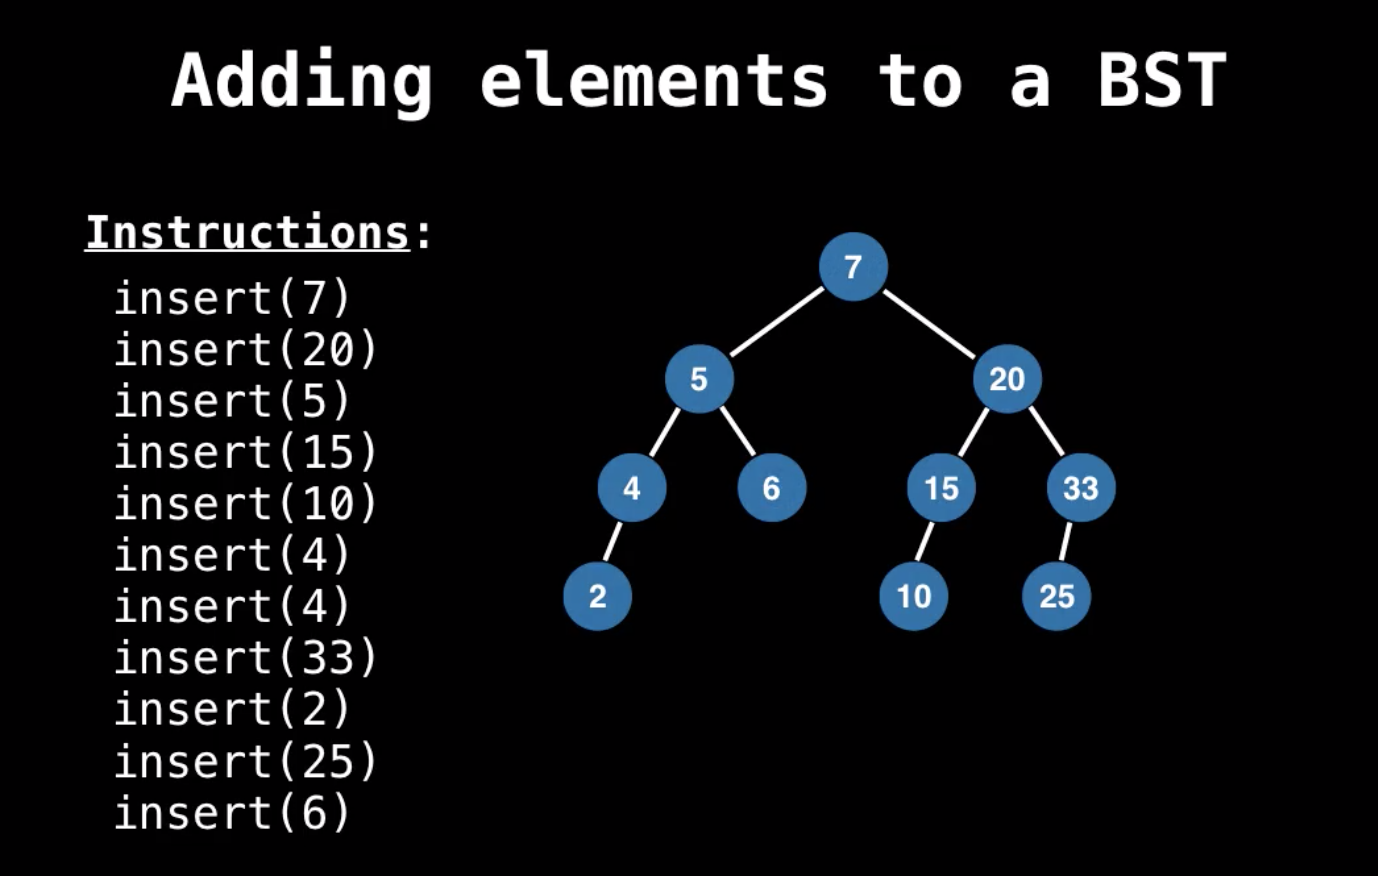 Adding elements to a BST
Instructions:
insert(7)
insert(20)
insert(5)
insert(15)
insert(10)
insert(4)
insert(4)
insert(33)
insert(2)
insert(25)
insert(6)
7
5 20
4 6 15 33
2 10 25